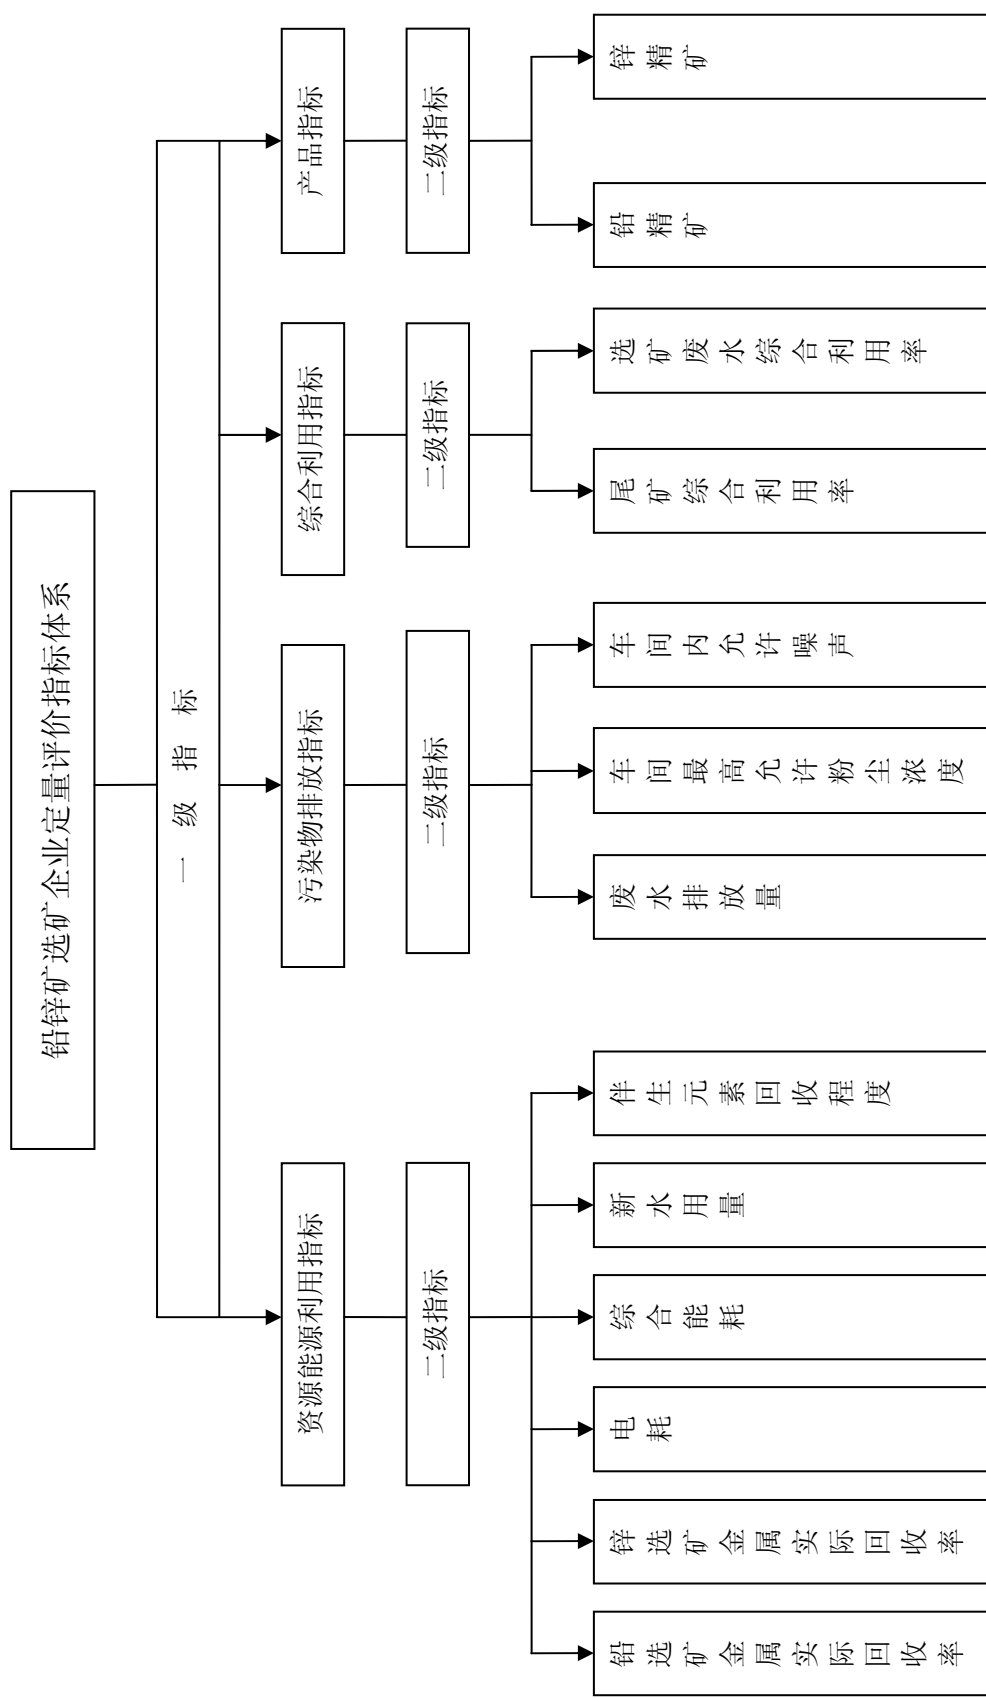 铅锌矿选矿企业定量评价指标体系
一级指标
资源能源利用指标
污染物排放指标
综合利用指标
产品指标
二级指标
二级指标
二级指标
二级指标
铅选矿金属实际回收率
锌选矿金属实际回收率
电耗
综合能耗
新水用量
伴生元素回收程度
废水排放量
车间最高允许粉尘浓度
车间内允许噪声
尾矿综合利用率
选矿废水综合利用率
铅精矿
锌精矿